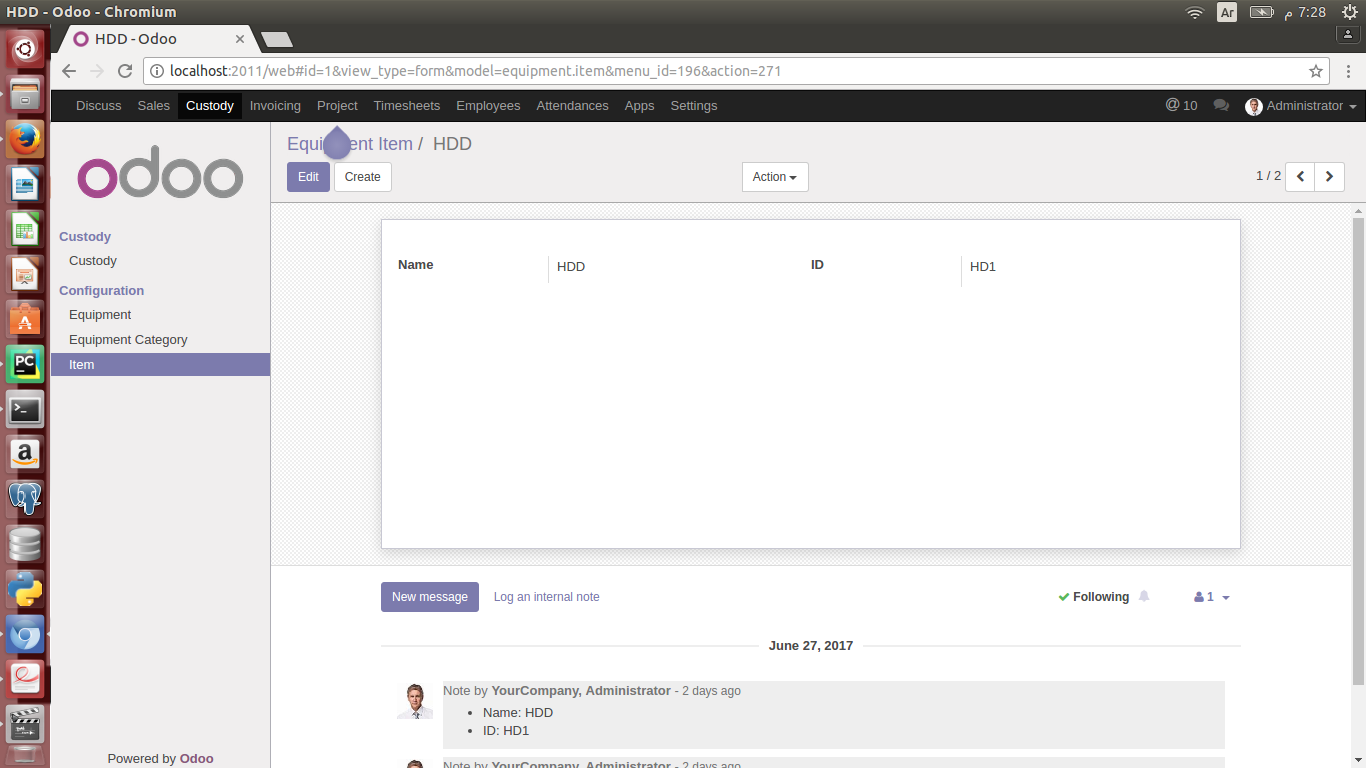 HDD - Odoo - Chromium
Ar
م 7:28
HDD - Odoo
localhost:2011/web#id=1&view_type=form&model=equipment.item&menu_id=196&action=271
Discuss Sales Custody Invoicing Project Timesheets Employees Attendances Apps Settings
@ 10
Administrator
odoo
Custody
Custody
Configuration
Equipment
Equipment Category
Item
Powered by Odoo
Item / HDD
Edit Create
Action
1 / 2
Name HDD
ID HD1
New message Log an internal note
Following
1
June 27, 2017
Note by YourCompany, Administrator - 2 days ago
• Name: HDD
• ID: HD1
Note by YourCompany, Administrator - 2 days ago